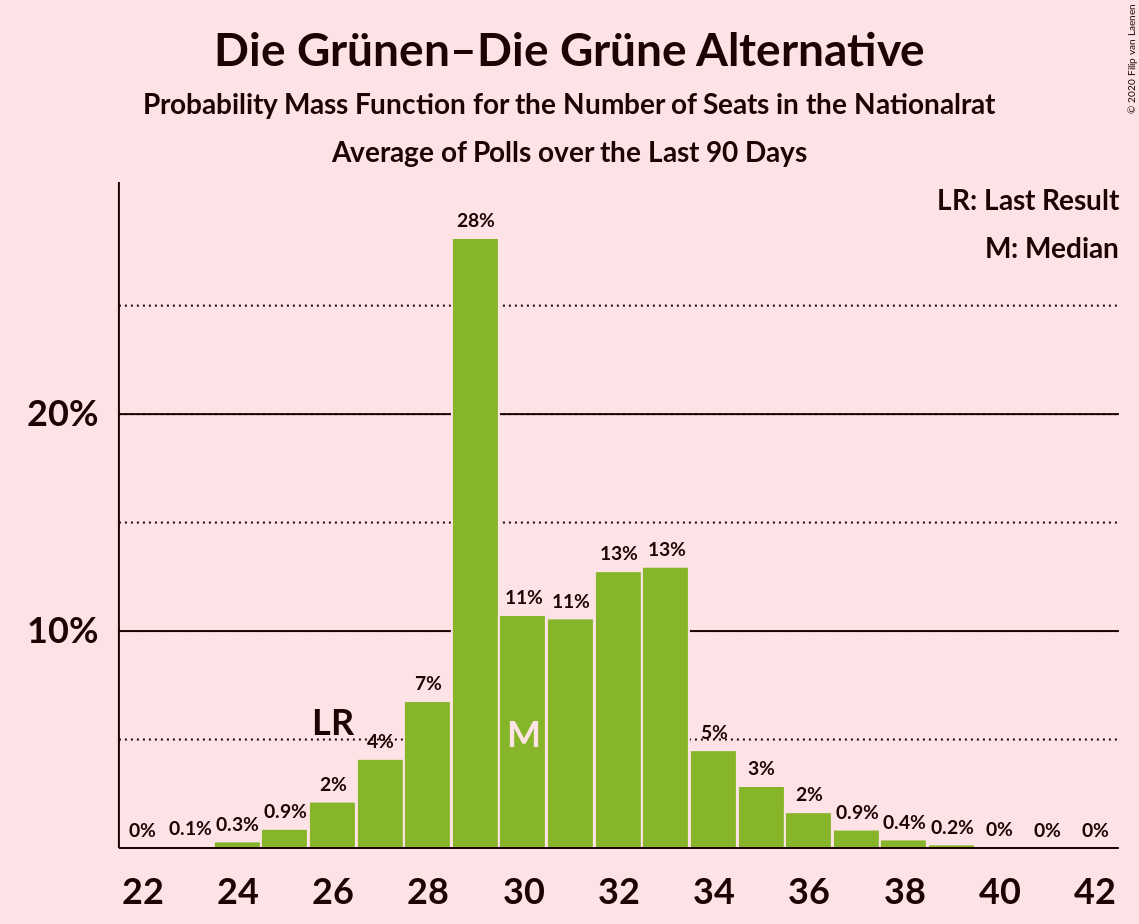 Die Grünen–Die Grüne Alternative
Probability Mass Function for the Number of Seats in the Nationalrat
Average of Polls over the Last 90 Days
© 2020 Filip van Laenen
LR: Last Result
M: Median
28%
20%
13% 13%
11% 11%
10%
7%
LR
M
5%
4%
3%
2% 2%
0% 0.1% 0.3% 0.9% 0.9% 0.4% 0.2% 0% 0% 0%
22 24 26 28 30 32 34 36 38 40 42